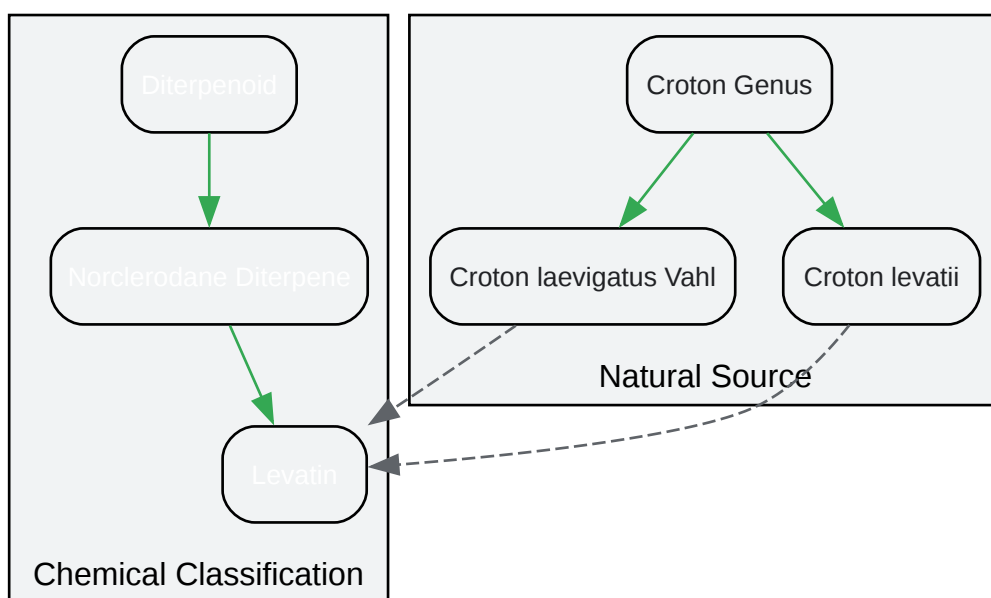 Diterpenoid
Croton Genus
Norclerodane Diterpene
Croton laevigatus Vahl
Croton levatii
Natural Source
Levatin
Chemical Classification